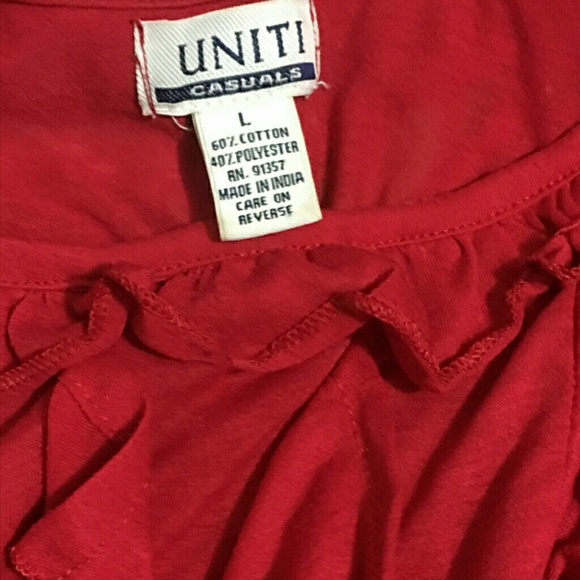 UNITI
CASUALS
L
60% COTTON
40% POLYESTER
RN. 91357
MADE IN INDIA
CARE ON
REVERSE